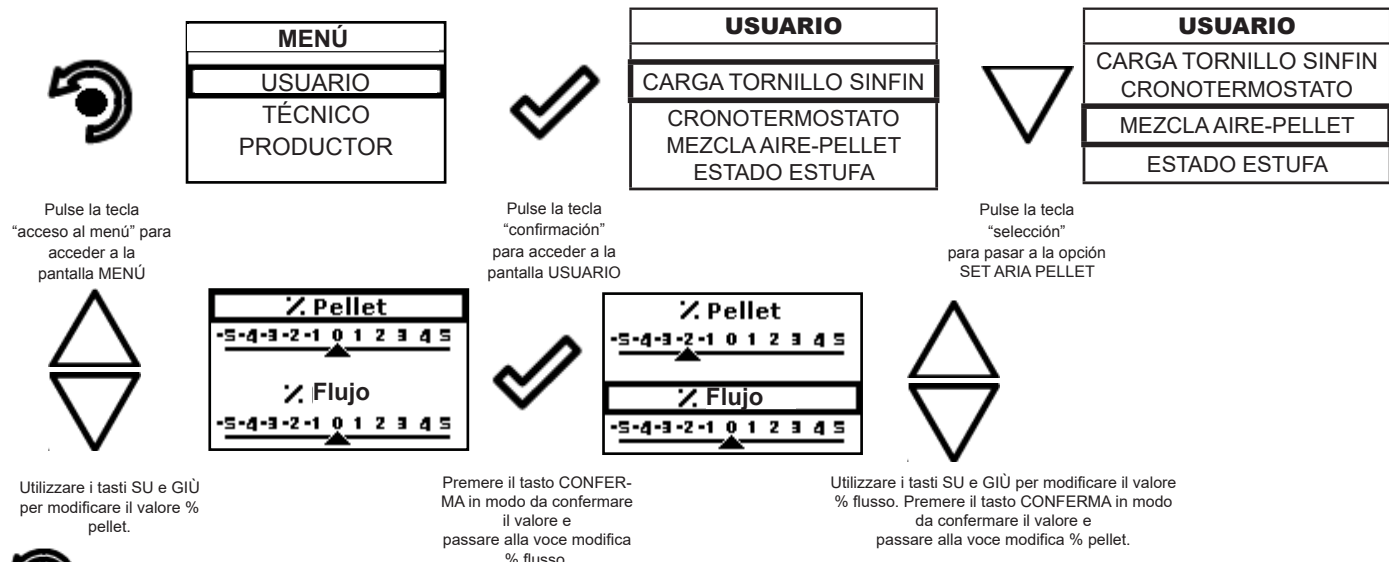 MENÚ
USUARIO
TÉCNICO
PRODUCTOR
USUARIO
CARGA TORNILLO SINFIN
CRONOTERMOSTATO
MEZCLA AIRE-PELLET
ESTADO ESTUFA
USUARIO
CARGA TORNILLO SINFIN
CRONOTERMOSTATO
MEZCLA AIRE-PELLET
ESTADO ESTUFA
Pulse la tecla
“acceso al menú” para
acceder a la
pantalla MENÚ
Pulse la tecla
“confirmación”
para acceder a la
pantalla USUARIO
Pulse la tecla
“selección”
para pasar a la opción
SET ARIA PELLET
% Pellet
-5-4-3-2-1 0 1 2 3 4 5
% Flujo
-5-4-3-2-1 0 1 2 3 4 5
% Pellet
-5-4-3-2-1 0 1 2 3 4 5
% Flujo
-5-4-3-2-1 0 1 2 3 4 5
Utilizzare i tasti SU e GIÙ
per modificare il valore %
pellet.
Premere il tasto CONFER-
MA in modo da confermare
il valore e
passare alla voce modifica
% flusso.
Utilizzare i tasti SU e GIÙ per modificare il valore
% flusso. Premere il tasto CONFERMA in modo
da confermare il valore e
passare alla voce modifica % pellet.